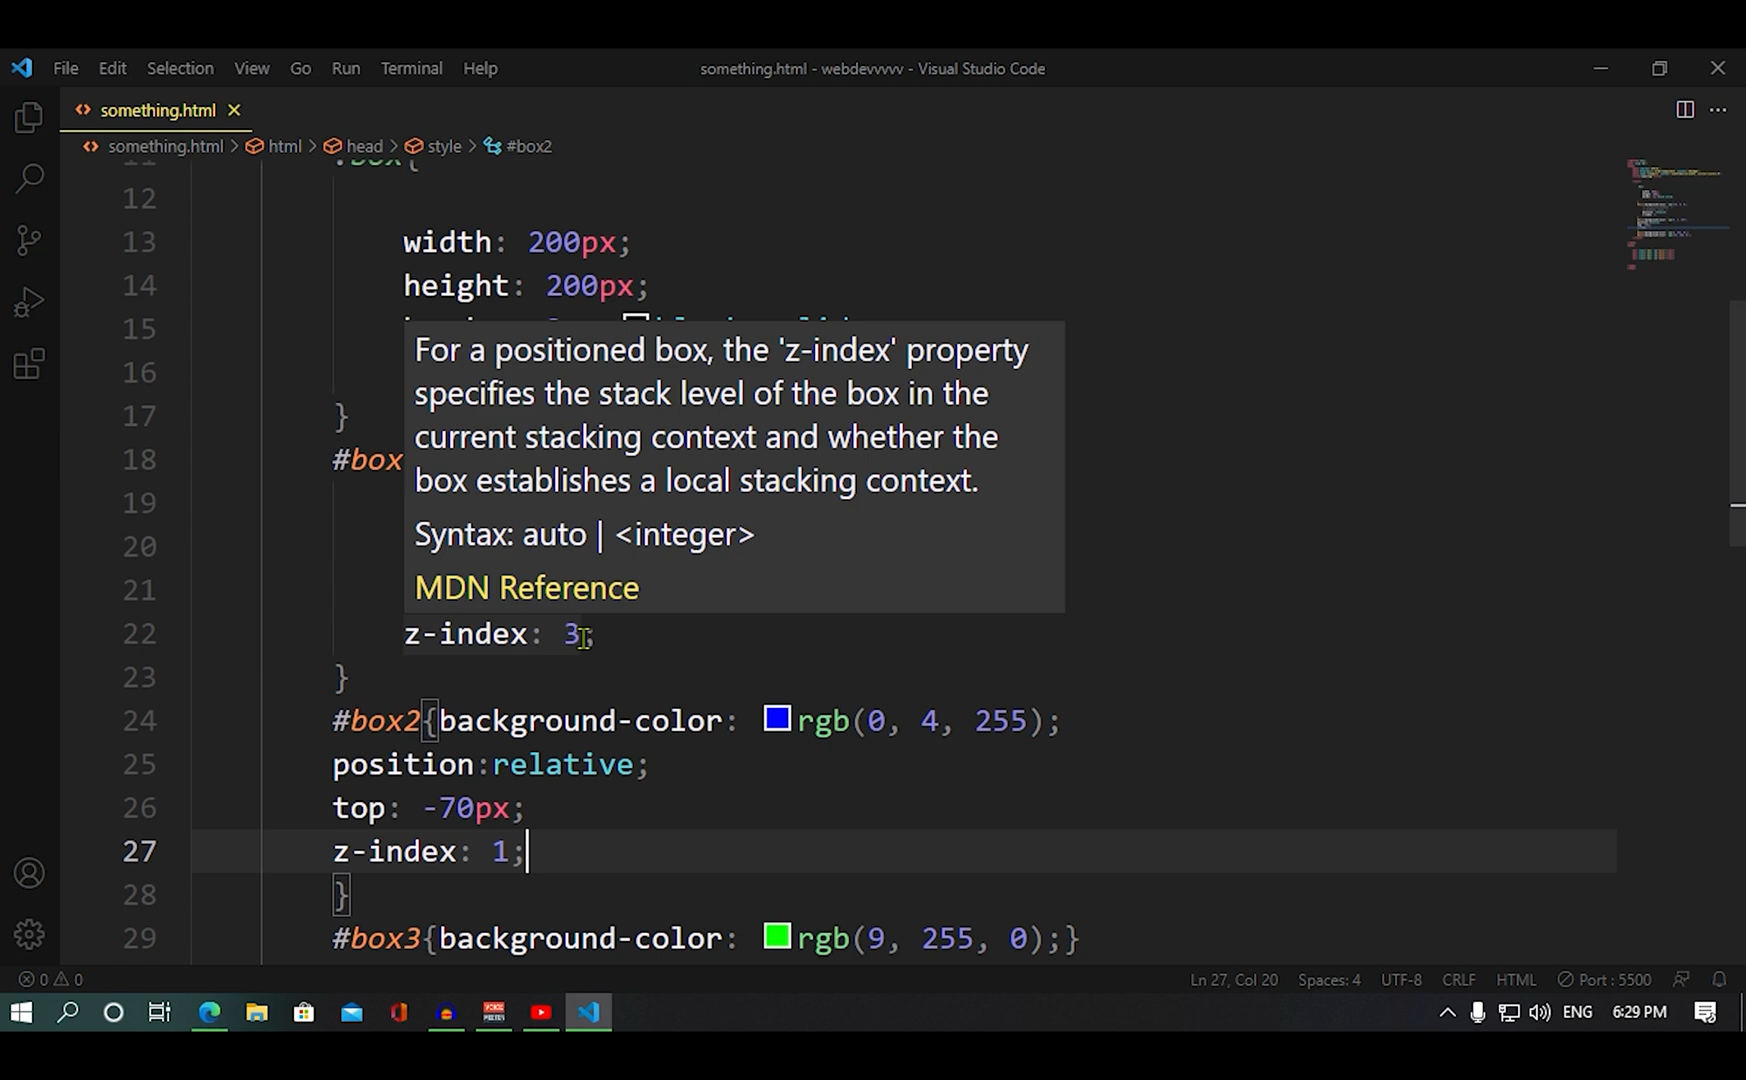 File Edit Selection View Go Run Terminal Help something.html - webdevvvvv - Visual Studio Code
something.html
something.html > html > head > style > #box2
11 .box{
12
13 width: 200px;
14 height: 200px;
15
16
17 }
18 #box
19
20
21
For a positioned box, the 'z-index' property
specifies the stack level of the box in the
current stacking context and whether the
box establishes a local stacking context.
Syntax: auto | <integer>
MDN Reference
22 z-index: 3;
23 }
24 #box2{background-color: rgb(0, 4, 255);
25 position:relative;
26 top: -70px;
27 z-index: 1;
28 }
29 #box3{background-color: rgb(9, 255, 0);}
0 0 Ln 27, Col 20 Spaces: 4 UTF-8 CRLF HTML Port : 5500
ENG 6:29 PM